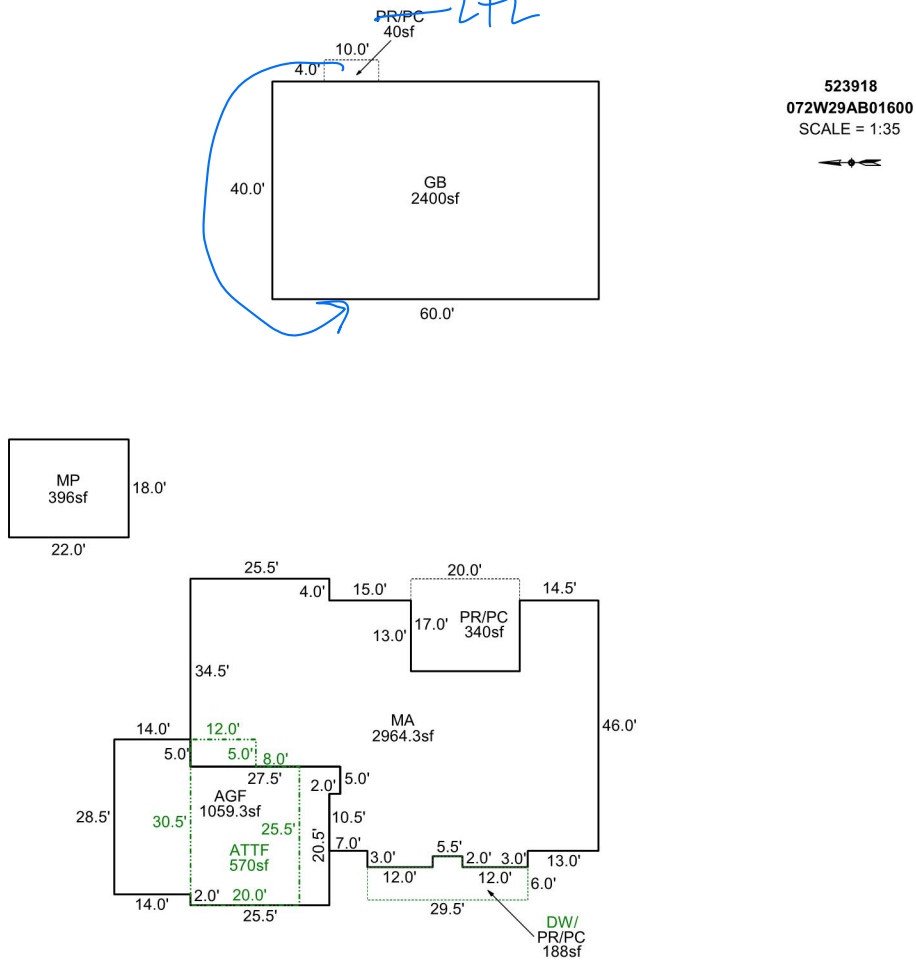 PR/PC LTL
40sf
10.0'
4.0'
523918
072W29AB01600
SCALE = 1:35
40.0'
GB
2400sf
60.0'
MP
396sf
18.0'
22.0'
25.5'
4.0'
15.0'
20.0'
14.5'
13.0'
17.0'
PR/PC
340sf
34.5'
MA
2964.3sf
46.0'
14.0'
12.0'
5.0'
5.0'
8.0'
27.5'
2.0'
5.0'
AGF
1059.3sf
28.5'
30.5'
25.5'
10.5'
20.5'
ATTF
570sf
7.0'
3.0'
5.5'
2.0'
3.0'
13.0'
12.0'
12.0'
6.0'
14.0'
2.0'
20.0'
25.5'
29.5'
DW/
PR/PC
188sf